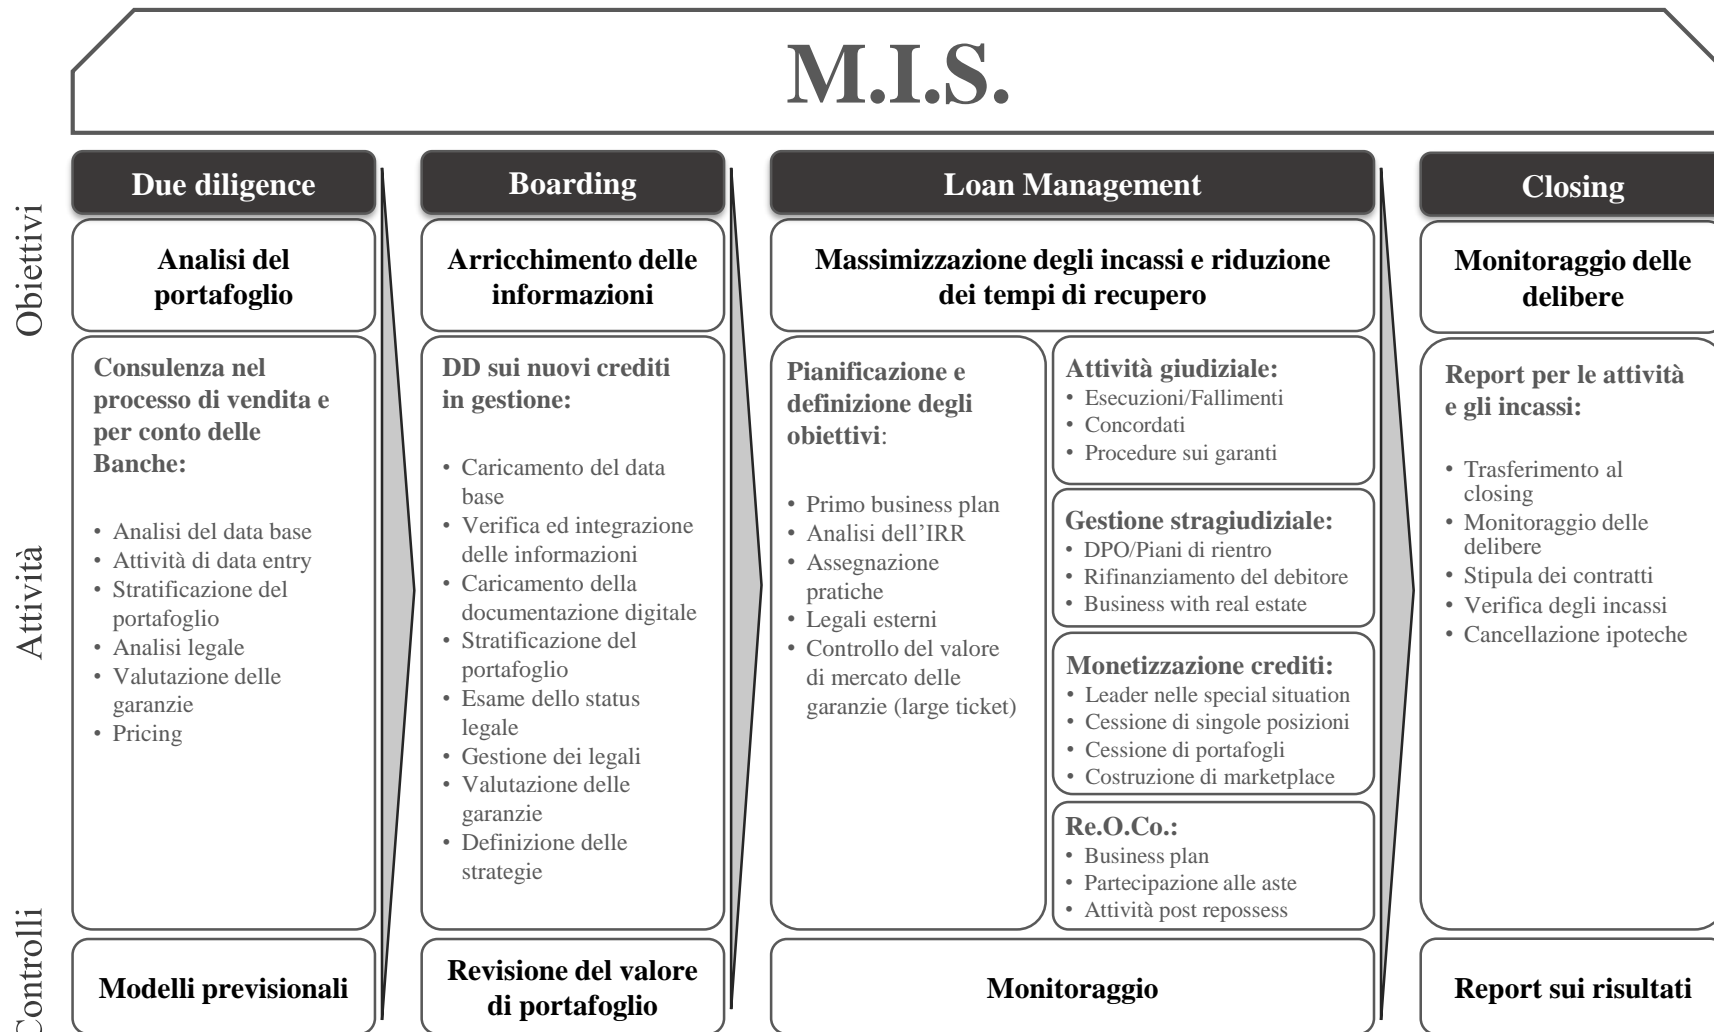 M.I.S.
Obiettivi
Attività
Controlli
Due diligence
Analisi del
portafoglio
Consulenza nel
processo di vendita e
per conto delle
Banche:
• Analisi del data base
• Attività di data entry
• Stratificazione del
portafoglio
• Analisi legale
• Valutazione delle
garanzie
• Pricing
Modelli previsionali
Boarding
Arricchimento delle
informazioni
DD sui nuovi crediti
in gestione:
• Caricamento del data
base
• Verifica ed integrazione
delle informazioni
• Caricamento della
documentazione digitale
• Stratificazione del
portafoglio
• Esame dello status
legale
• Gestione dei legali
• Valutazione delle
garanzie
• Definizione delle
strategie
Revisione del valore
di portafoglio
Loan Management
Massimizzazione degli incassi e riduzione
dei tempi di recupero
Pianificazione e
definizione degli
obiettivi:
• Primo business plan
• Analisi dell’IRR
• Assegnazione
pratiche
• Legali esterni
• Controllo del valore
di mercato delle
garanzie (large ticket)
Attività giudiziale:
• Esecuzioni/Fallimenti
• Concordati
• Procedure sui garanti
Gestione stragiudiziale:
• DPO/Piani di rientro
• Rifinanziamento del debitore
• Business with real estate
Monetizzazione crediti:
• Leader nelle special situation
• Cessione di singole posizioni
• Cessione di portafogli
• Costruzione di marketplace
Re.O.Co.:
• Business plan
• Partecipazione alle aste
• Attività post repossess
Monitoraggio
Closing
Monitoraggio delle
delibere
Report per le attività
e gli incassi:
• Trasferimento al
closing
• Monitoraggio delle
delibere
• Stipula dei contratti
• Verifica degli incassi
• Cancellazione ipoteche
Report sui risultati